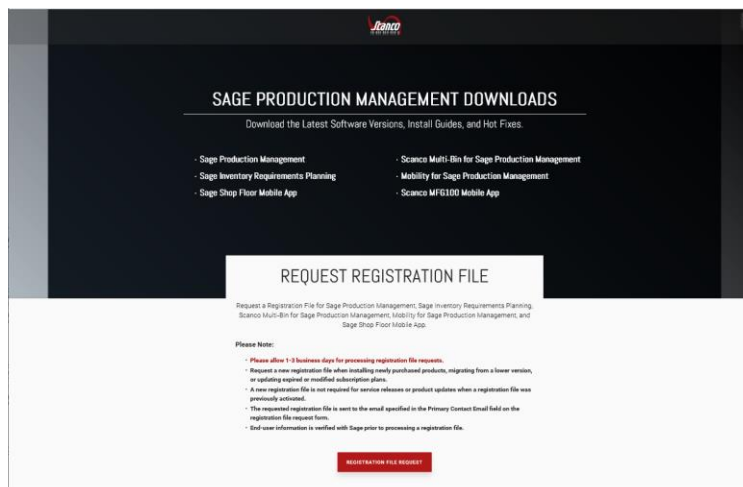 Scanco
SAGE PRODUCTION MANAGEMENT DOWNLOADS
Download the Latest Software Versions, Install Guides, and Hot Fixes.
- Sage Production Management
- Sage Inventory Requirements Planning
- Sage Shop Floor Mobile App
- Scanco Multi-Bin for Sage Production Management
- Mobility for Sage Production Management
- Scanco MFG100 Mobile App
REQUEST REGISTRATION FILE
Request a Registration File for Sage Production Management, Sage Inventory Requirements Planning,
Scanco Multi-Bin for Sage Production Management, Mobility for Sage Production Management, and
Sage Shop Floor Mobile App.
Please Note:
• Please allow 1-3 business days for processing registration file requests.
• Request a new registration file when installing newly purchased products, migrating from a lower version,
or updating expired or modified subscription plans.
• A new registration file is not required for service releases or product updates when a registration file was
previously activated.
• The requested registration file is sent to the email specified in the Primary Contact Email field on the
registration file request form.
• End-user information is verified with Sage prior to processing a registration file.
REGISTRATION FILE REQUEST